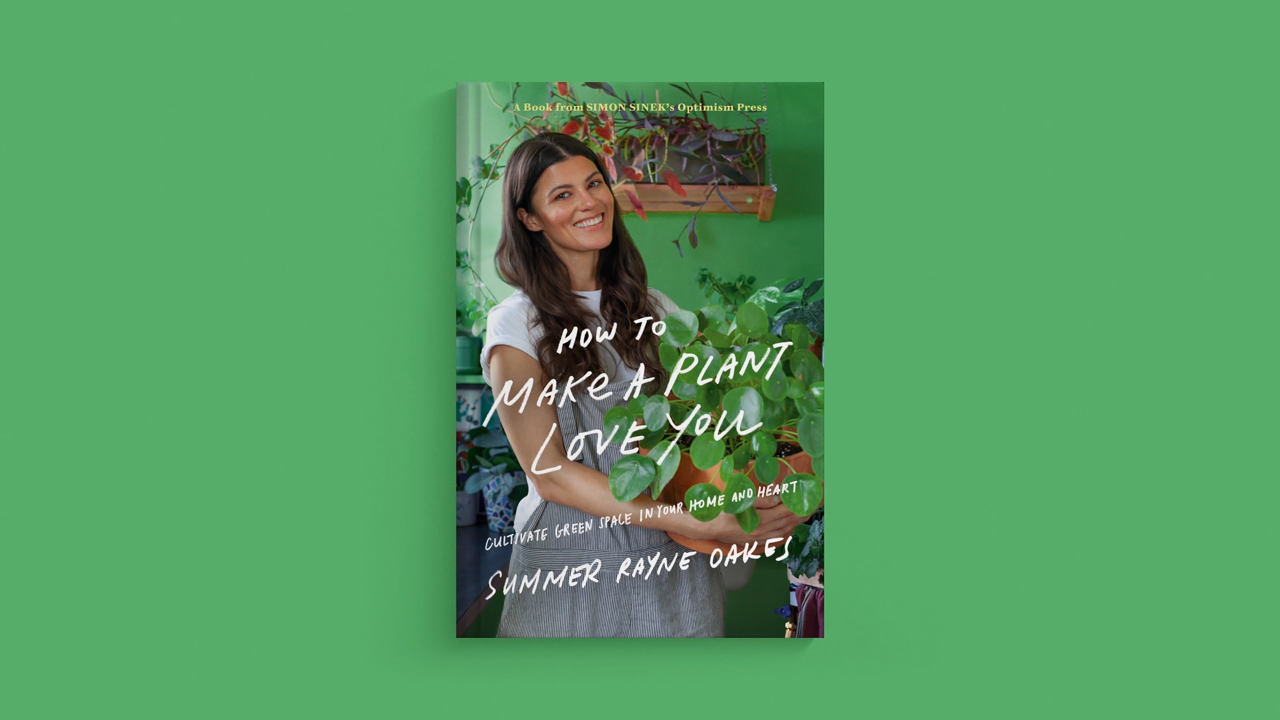 A Book from SIMON SINEK's Optimism Press
HOW TO
MAKE A PLANT
LOVE YOU
CULTIVATE GREEN SPACE IN YOUR HOME AND HEART
SUMMER RAYNE OAKES